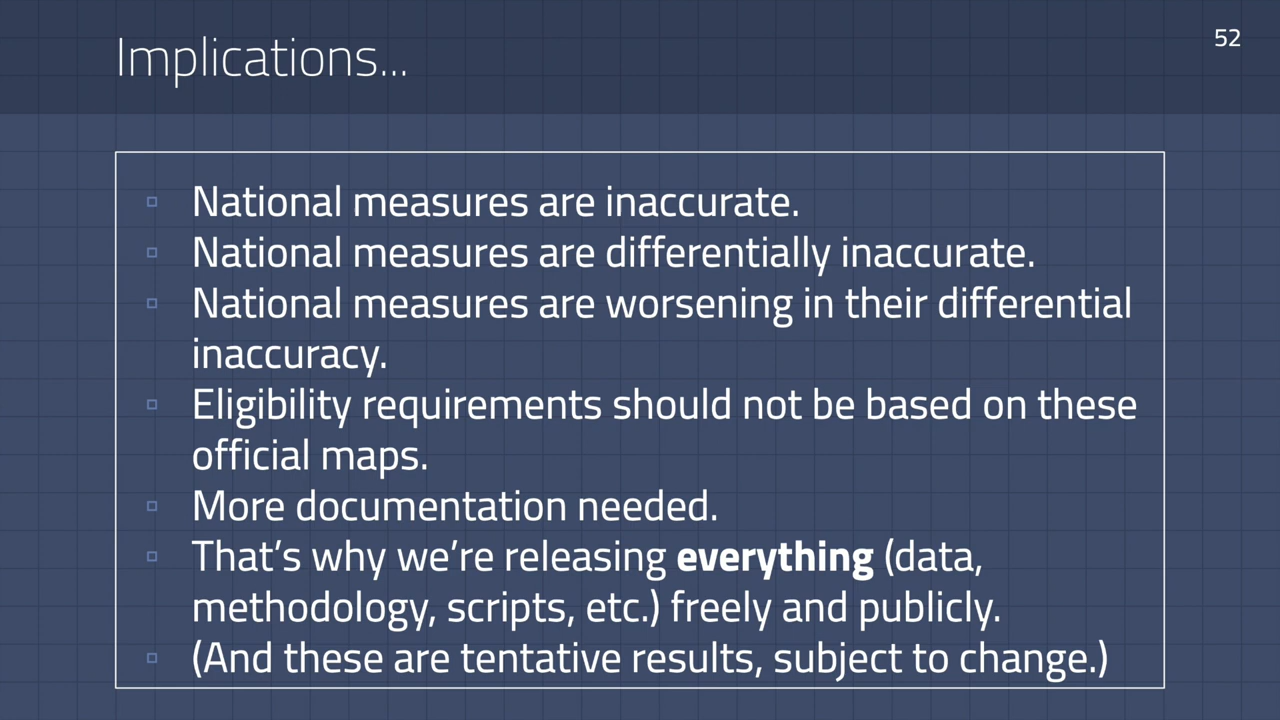 Implications...
52
National measures are inaccurate.
National measures are differentially inaccurate.
National measures are worsening in their differential
inaccuracy.
Eligibility requirements should not be based on these
official maps.
More documentation needed.
That’s why we’re releasing everything (data,
methodology, scripts, etc.) freely and publicly.
(And these are tentative results, subject to change.)